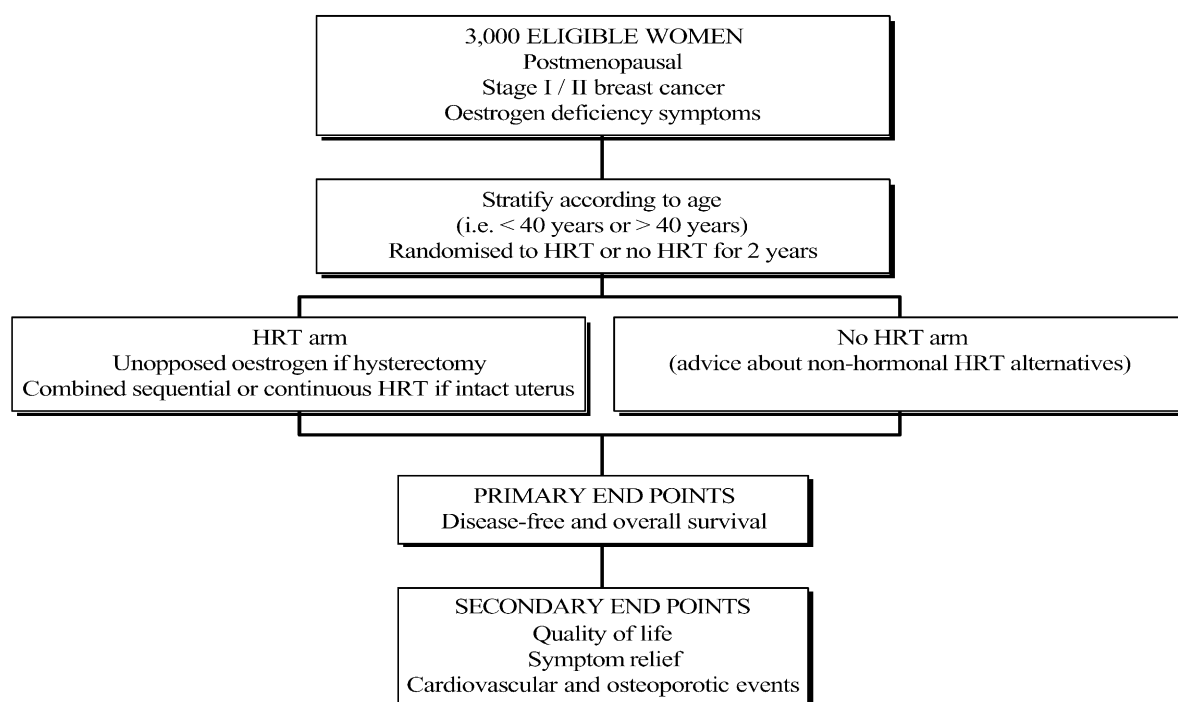 3,000 ELIGIBLE WOMEN
Postmenopausal
Stage I / II breast cancer
Oestrogen deficiency symptoms
Stratify according to age
(i.e. < 40 years or > 40 years)
Randomised to HRT or no HRT for 2 years
HRT arm
Unopposed oestrogen if hysterectomy
Combined sequential or continuous HRT if intact uterus
No HRT arm
(advice about non-hormonal HRT alternatives)
PRIMARY END POINTS
Disease-free and overall survival
SECONDARY END POINTS
Quality of life
Symptom relief
Cardiovascular and osteoporotic events